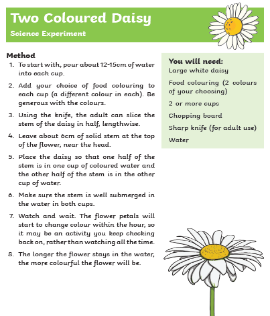 Two Coloured Daisy
Science Experiment
Method
1. To start with, pour about 12-15cm of water
into each cup.
2. Add your choice of food colouring to
each cup (a different colour in each). Be
generous with the colours.
3. Using the knife, the adult can slice the
stem of the daisy in half, lengthwise.
4. Leave about 6cm of solid stem at the top
of the flower, near the head.
5. Place the daisy so that one half of the
stem is in one cup of coloured water and
the other half of the stem is in the other
cup of water.
6. Make sure the stem is well submerged in
the water in both cups.
7. Watch and wait. The flower petals will
start to change colour within the hour, so
it may be an activity you keep checking
back on, rather than watching all the time.
8. The longer the flower stays in the water,
the more colourful the flower will be.
You will need:
Large white daisy
Food colouring (2 colours
of your choosing)
2 or more cups
Chopping board
Sharp knife (for adult use)
Water